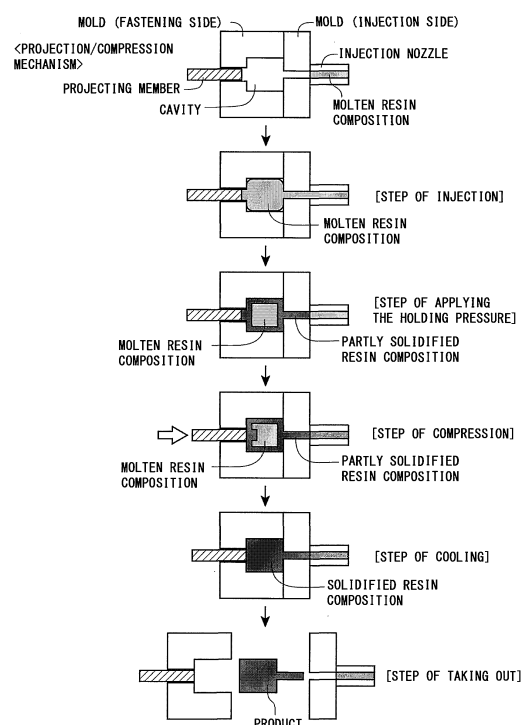 MOLD (FASTENING SIDE)
MOLD (INJECTION SIDE)
<PROJECTION/COMPRESSION
MECHANISM>
INJECTION NOZZLE
PROJECTING MEMBER
CAVITY
MOLTEN RESIN
COMPOSITION
[STEP OF INJECTION]
MOLTEN RESIN
COMPOSITION
[STEP OF APPLYING
THE HOLDING PRESSURE]
MOLTEN RESIN
COMPOSITION
PARTLY SOLIDIFIED
RESIN COMPOSITION
[STEP OF COMPRESSION]
MOLTEN RESIN
COMPOSITION
PARTLY SOLIDIFIED
RESIN COMPOSITION
[STEP OF COOLING]
SOLIDIFIED RESIN
COMPOSITION
[STEP OF TAKING OUT]
PRODUCT